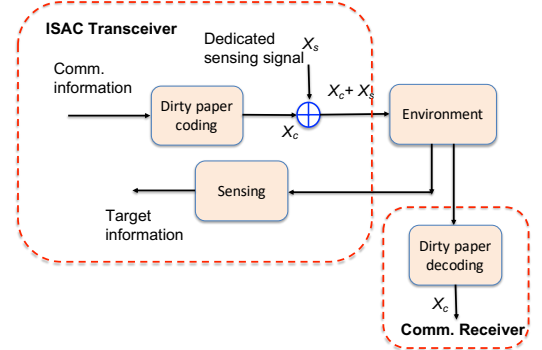 ISAC Transceiver
Dedicated
sensing signal
Xs
Comm.
information
Dirty paper
coding
Xc
Xc+ Xs
Environment
Sensing
Target
information
Dirty paper
decoding
Xc
Comm. Receiver